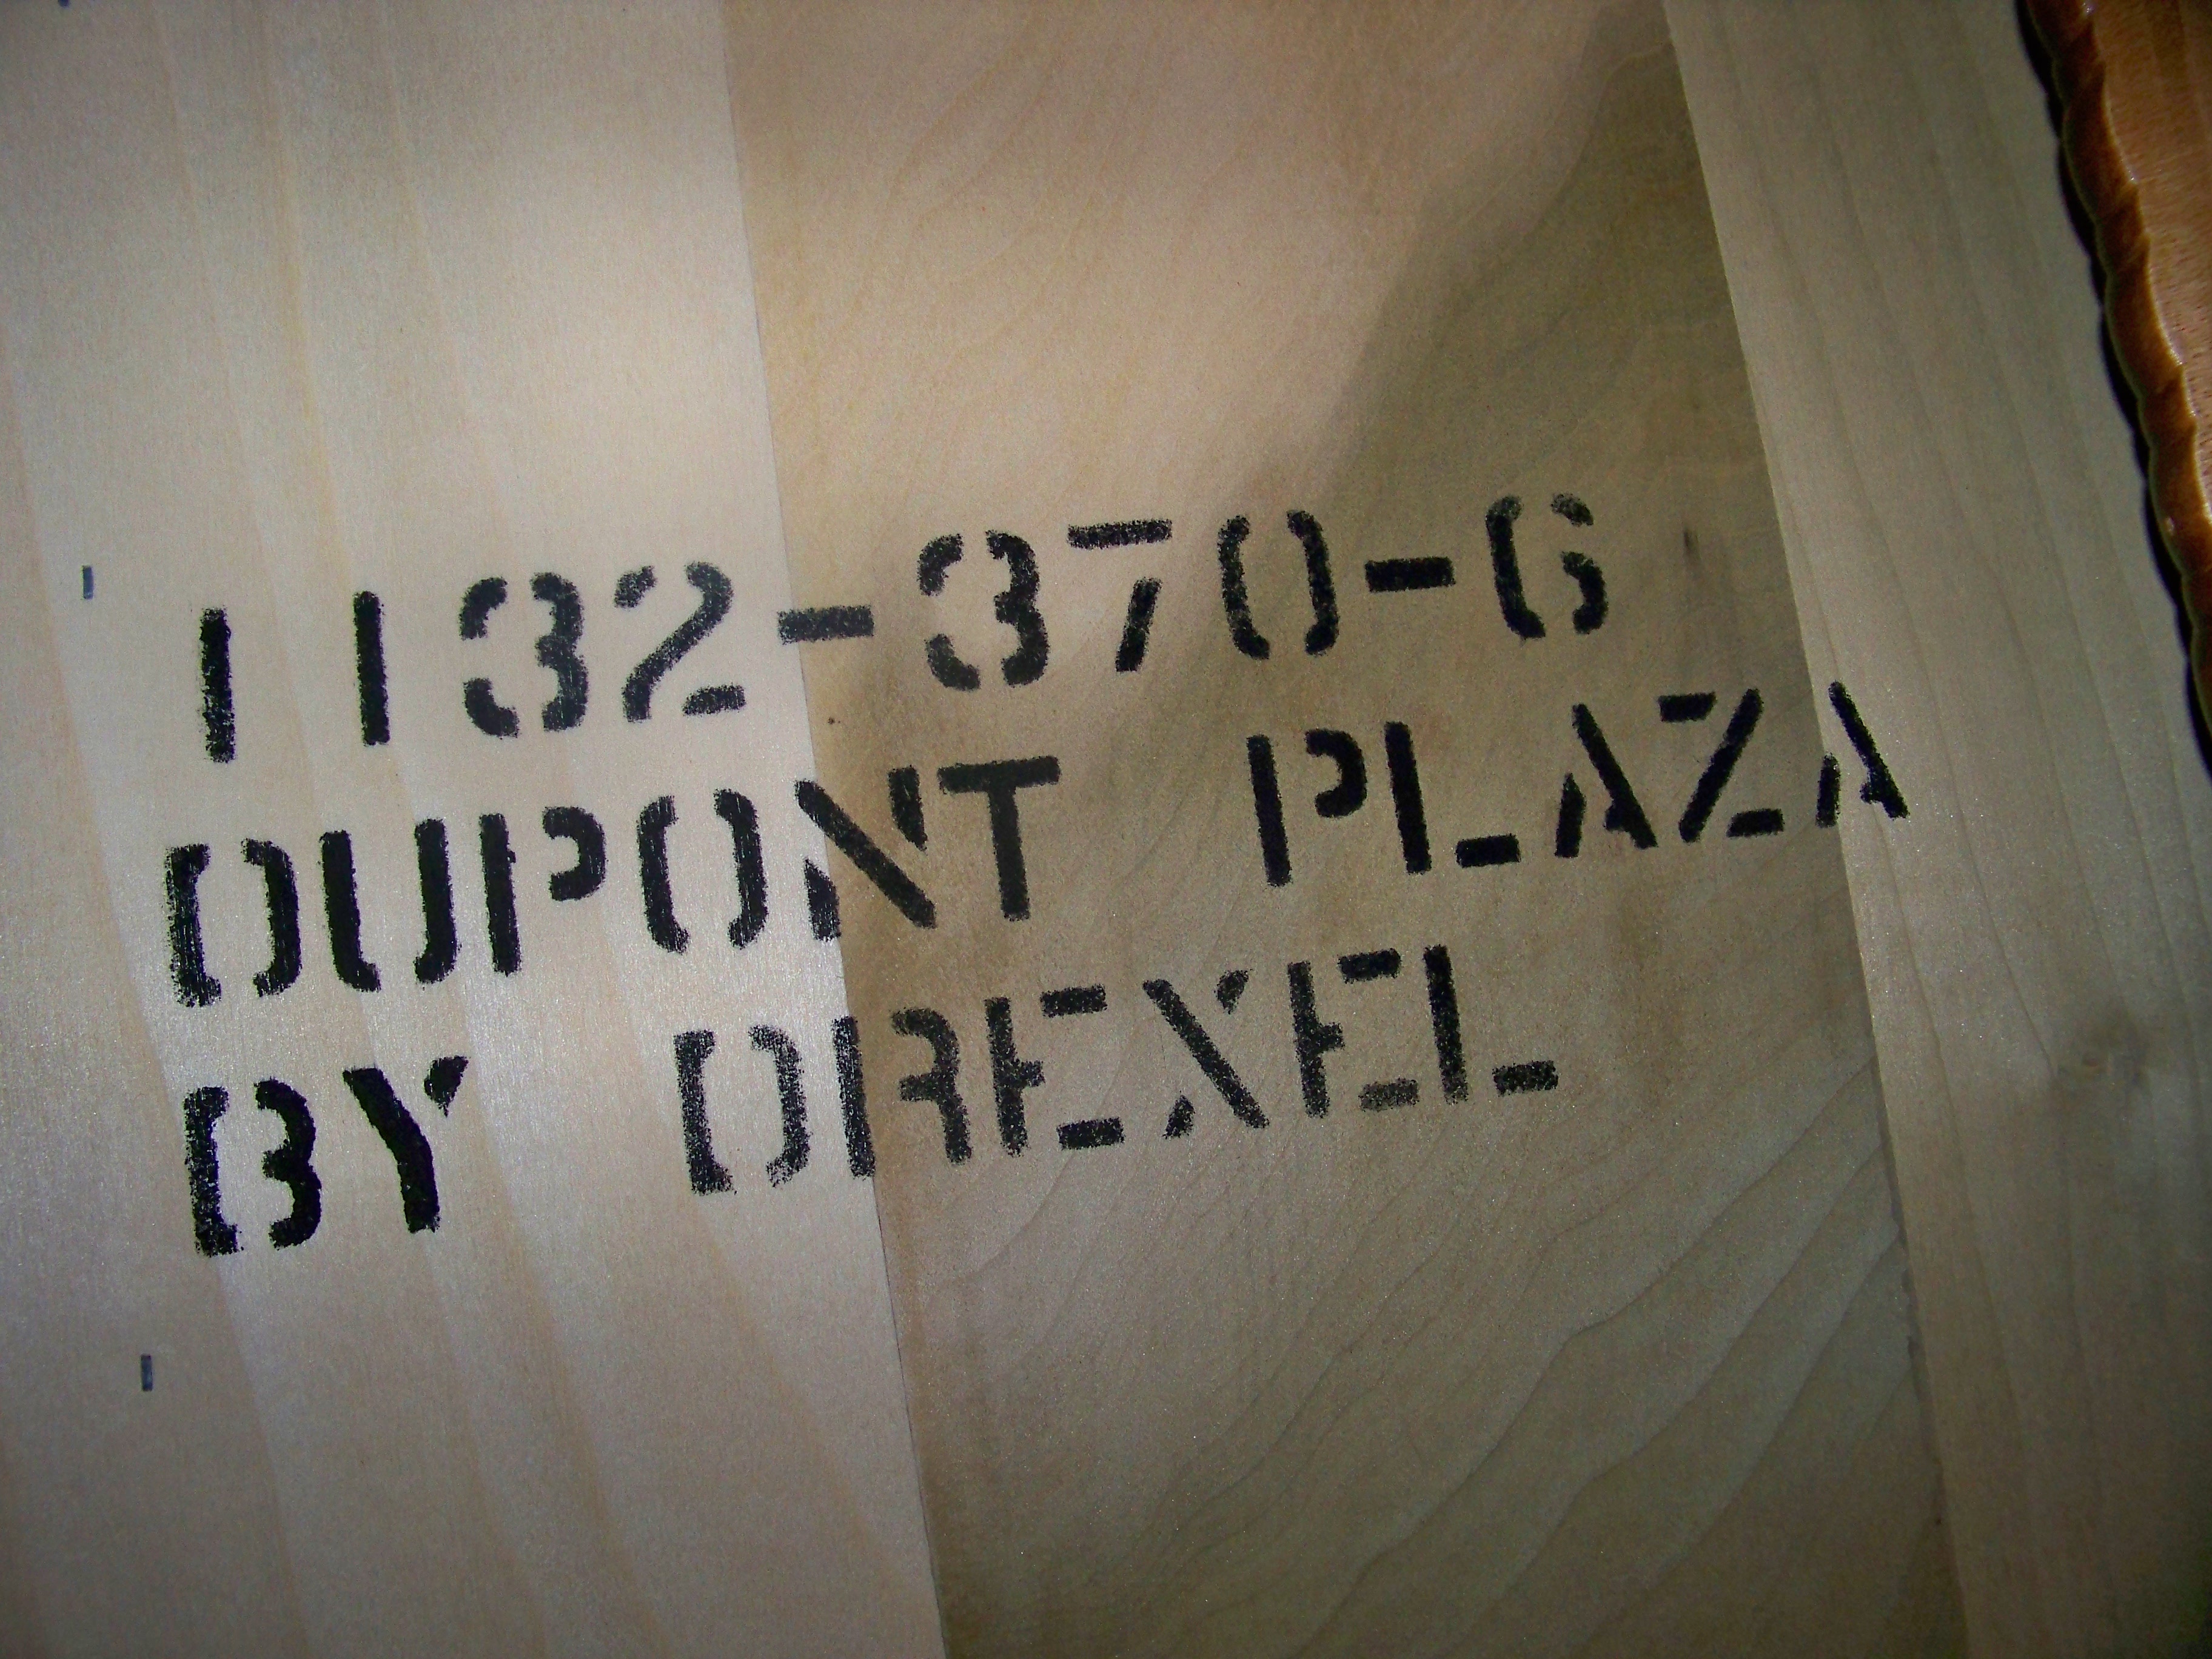 1132-370-6
DUPONT PLAZA
BY DREXEL